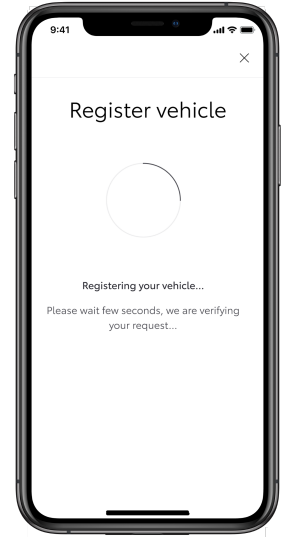 9:41
Register vehicle
Registering your vehicle...
Please wait few seconds, we are verifying
your request...